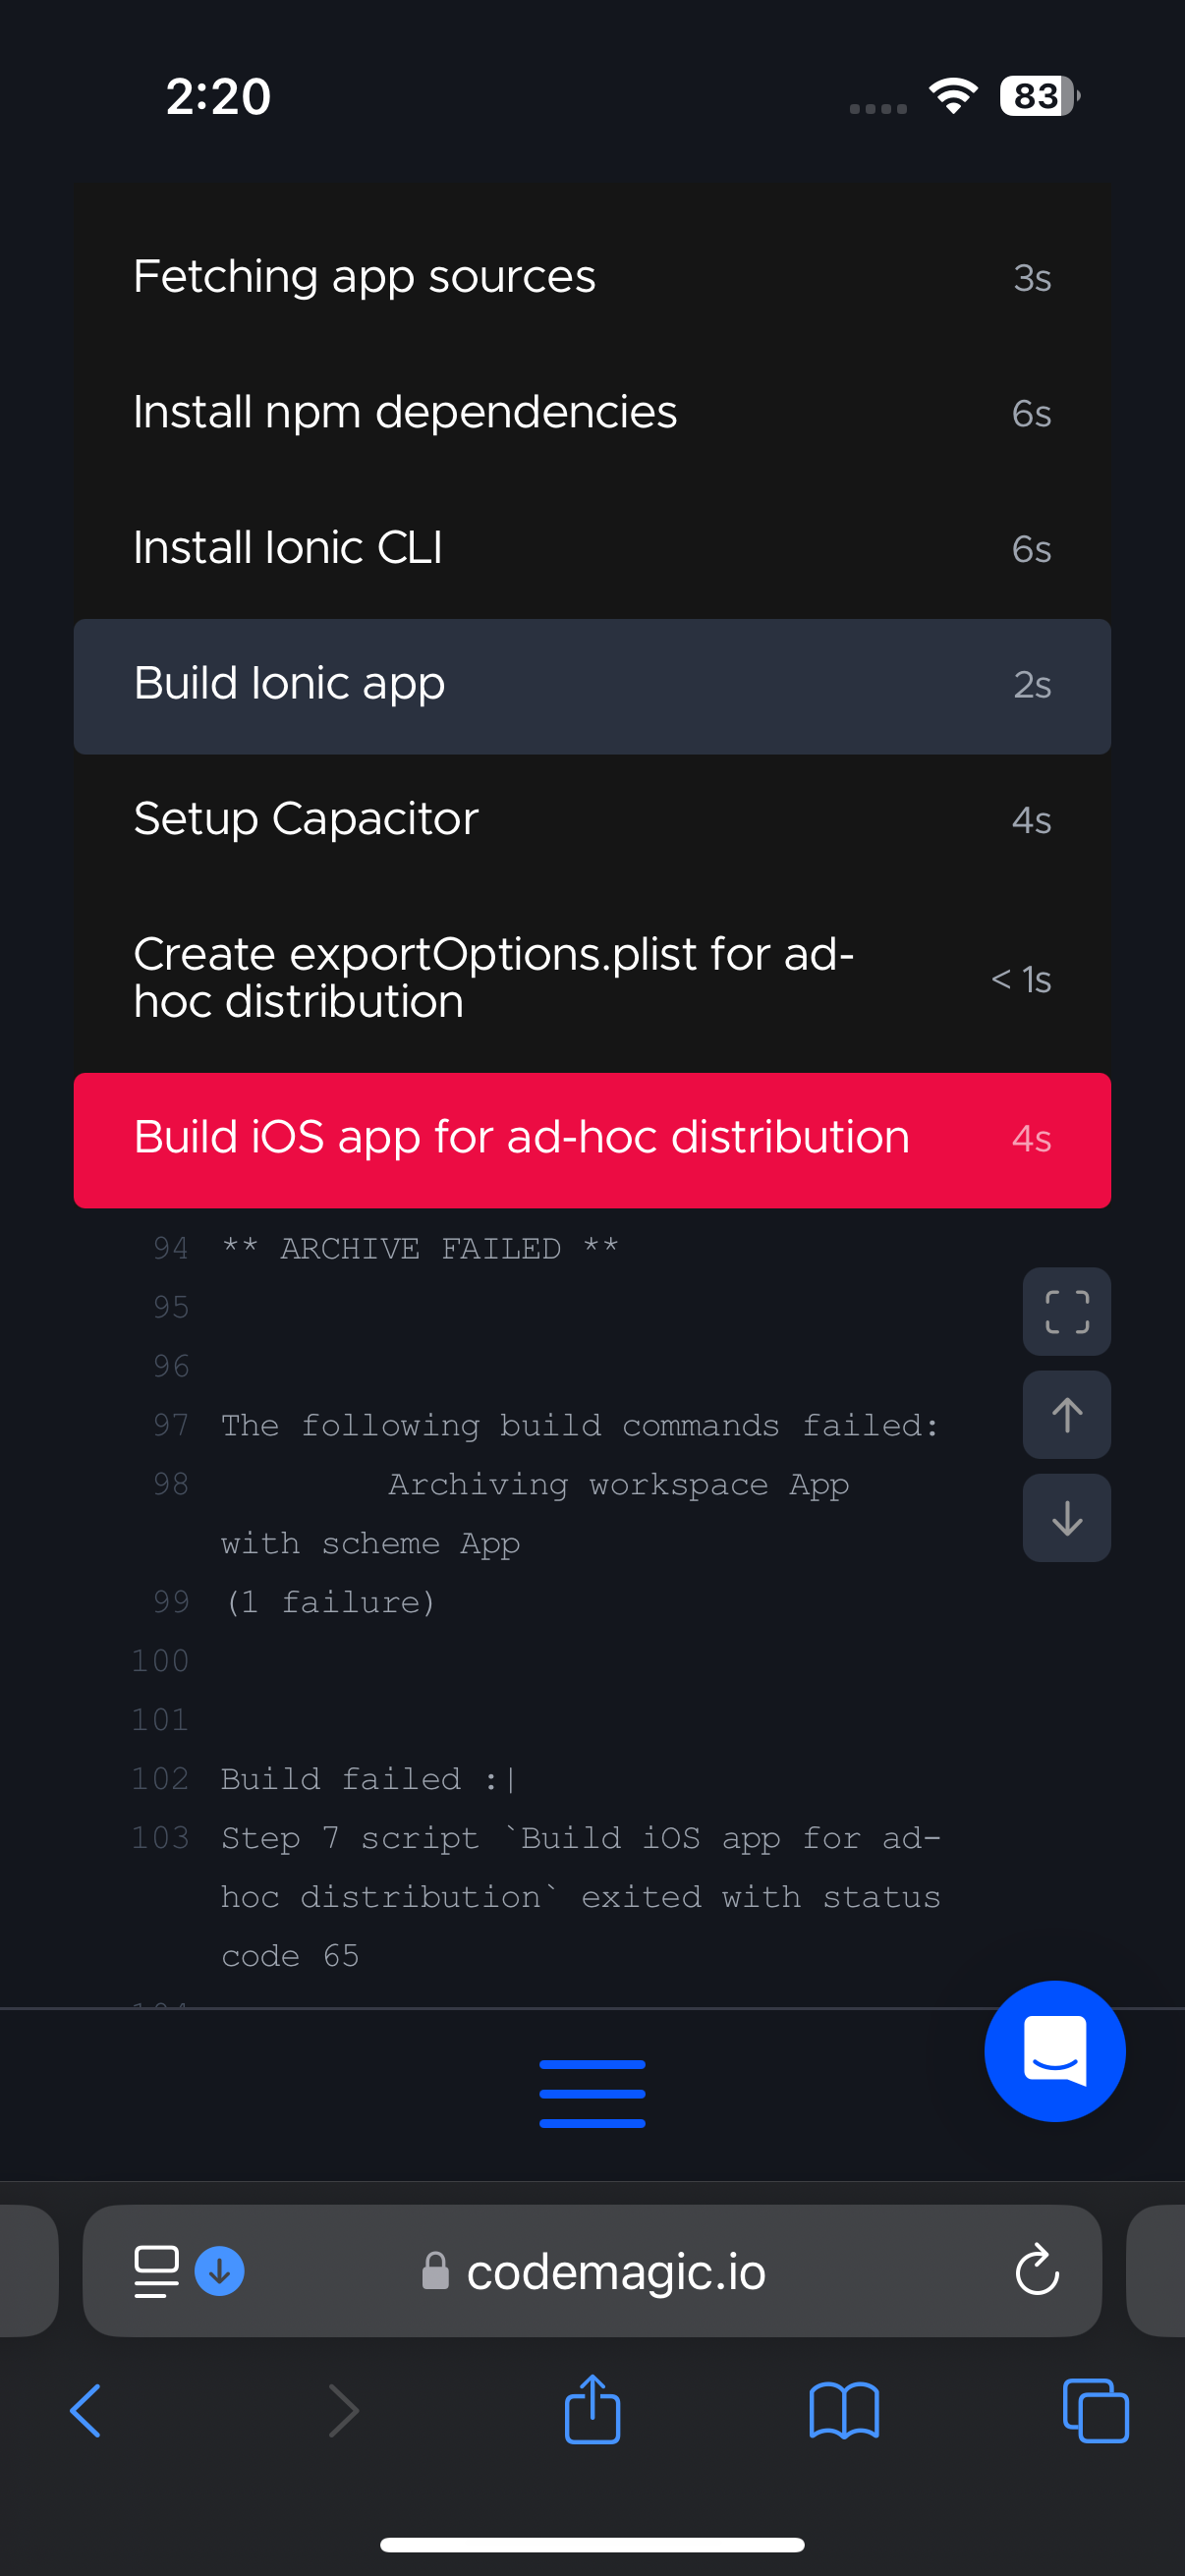 2:20
83
Fetching app sources 3s
Install npm dependencies 6s
Install Ionic CLI 6s
Build Ionic app 2s
Setup Capacitor 4s
Create exportOptions.plist for ad-
hoc distribution < 1s
Build iOS app for ad-hoc distribution 4s
94 ** ARCHIVE FAILED **
95
96
97 The following build commands failed:
98 Archiving workspace App
with scheme App
99 (1 failure)
100
101
102 Build failed :|
103 Step 7 script `Build iOS app for ad-
hoc distribution` exited with status
code 65
codemagic.io